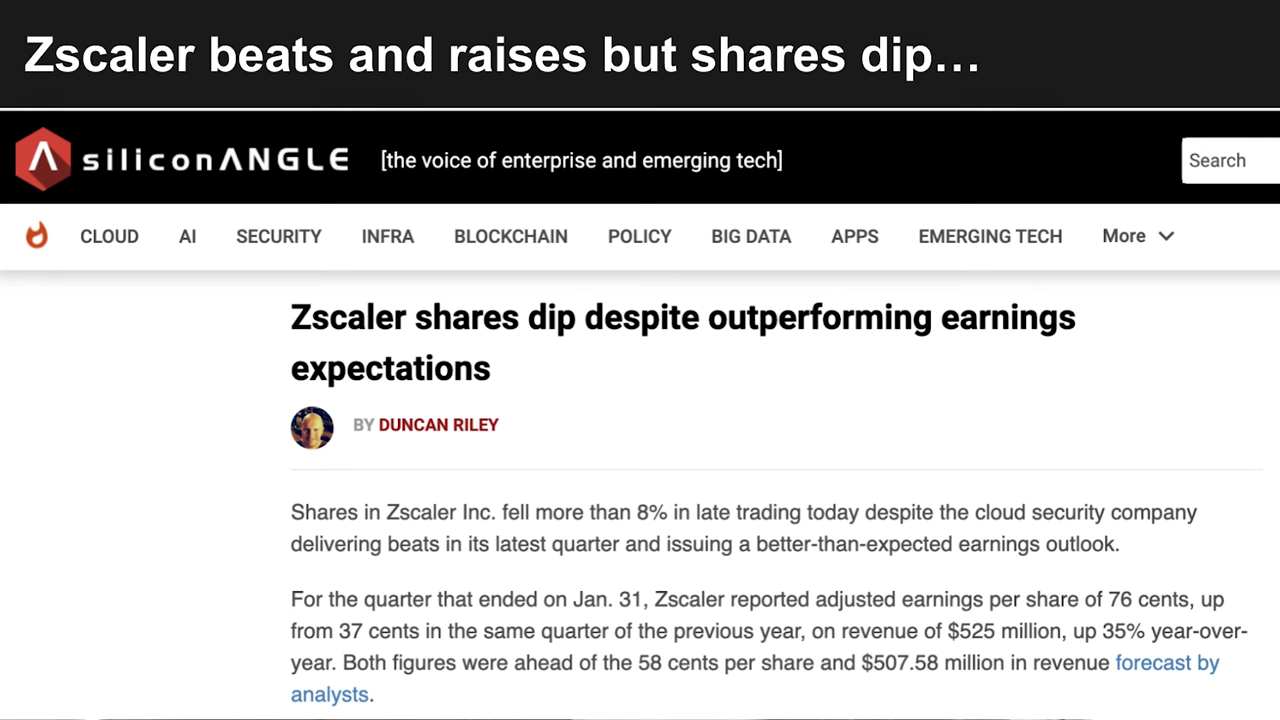 Zscaler beats and raises but shares dip…
siliconANGLE [the voice of enterprise and emerging tech] Search
CLOUD AI SECURITY INFRA BLOCKCHAIN POLICY BIG DATA APPS EMERGING TECH More
Zscaler shares dip despite outperforming earnings
expectations
BY DUNCAN RILEY
Shares in Zscaler Inc. fell more than 8% in late trading today despite the cloud security company
delivering beats in its latest quarter and issuing a better-than-expected earnings outlook.
For the quarter that ended on Jan. 31, Zscaler reported adjusted earnings per share of 76 cents, up
from 37 cents in the same quarter of the previous year, on revenue of $525 million, up 35% year-over-
year. Both figures were ahead of the 58 cents per share and $507.58 million in revenue forecast by
analysts.